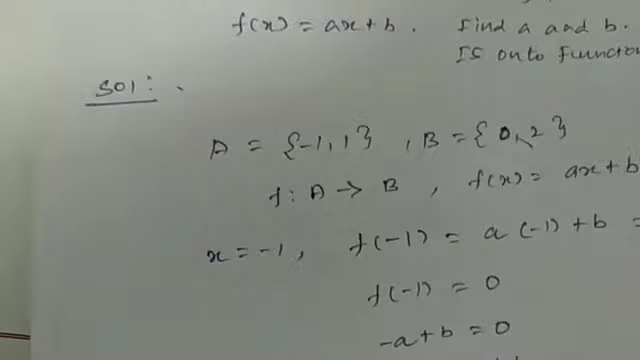 f(x) = ax + b. Find a and b.
Is onto Function
Sol:.
A = {-1, 1}, B = {0, 2}
f: A → B, f(x) = ax + b
x = -1, f(-1) = a(-1) + b =
f(-1) = 0
-a + b = 0